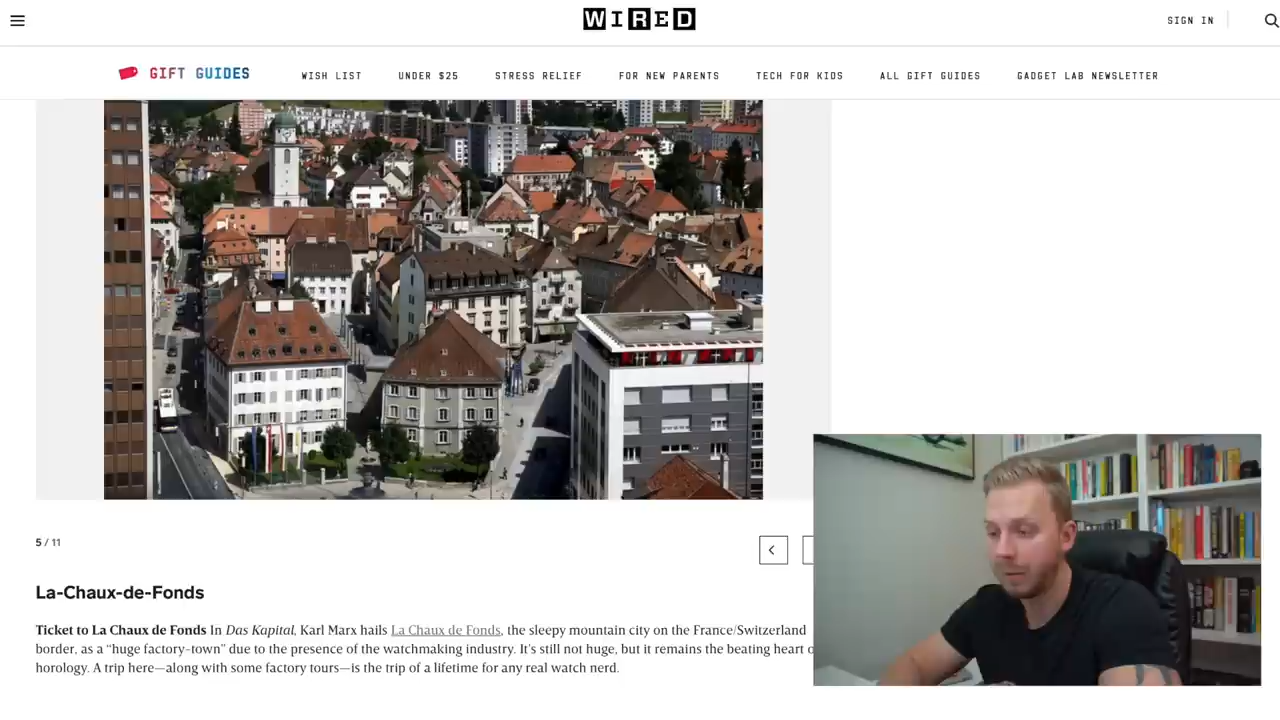 WIRED
SIGN IN
GIFT GUIDES
WISH LIST
UNDER $25
STRESS RELIEF
FOR NEW PARENTS
TECH FOR KIDS
ALL GIFT GUIDES
GADGET LAB NEWSLETTER
5 / 11
La-Chaux-de-Fonds
Ticket to La Chaux de Fonds In Das Kapital, Karl Marx hails La Chaux de Fonds, the sleepy mountain city on the France/Switzerland
border, as a “huge factory-town” due to the presence of the watchmaking industry. It's still not huge, but it remains the beating heart
horology. A trip here—along with some factory tours—is the trip of a lifetime for any real watch nerd.